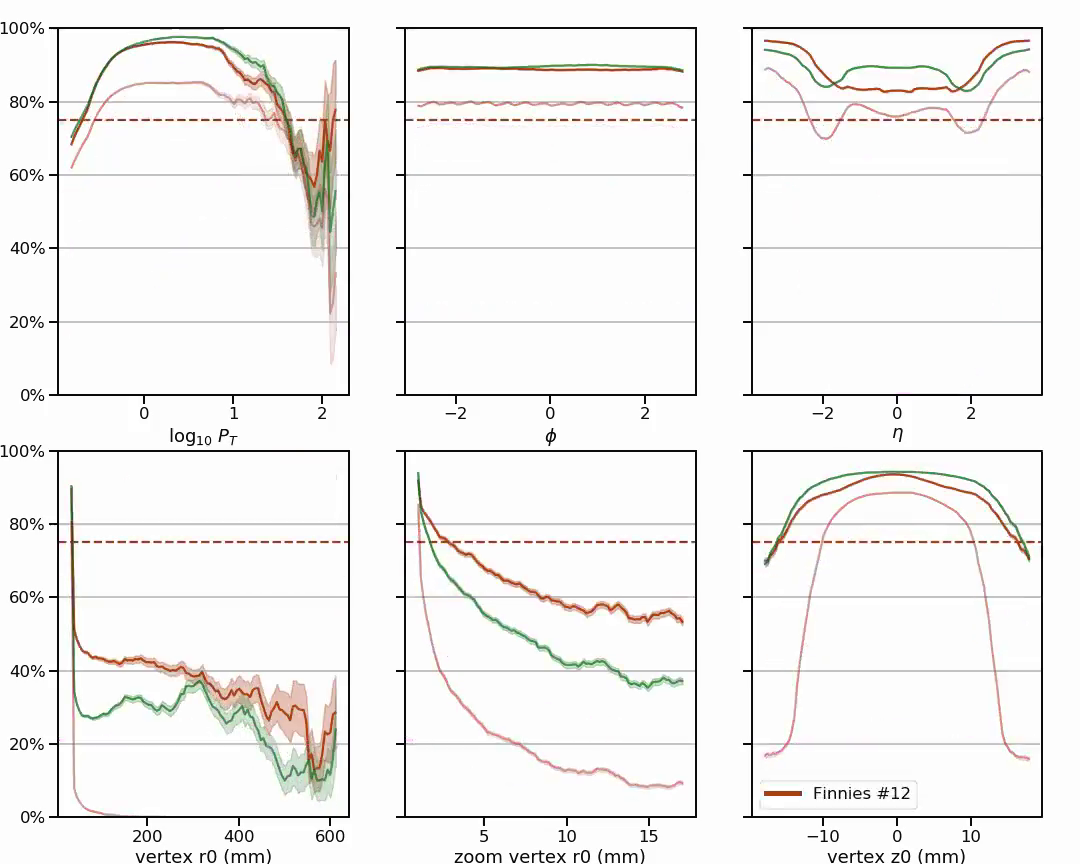 100%
80%
60%
40%
20%
0%
0 1 2
log₁₀ P_T
−2 0 2
ϕ
−2 0 2
η
100%
80%
60%
40%
20%
0%
200 400 600
vertex r0 (mm)
5 10 15
zoom vertex r0 (mm)
Finnies #12
−10 0 10
vertex z0 (mm)